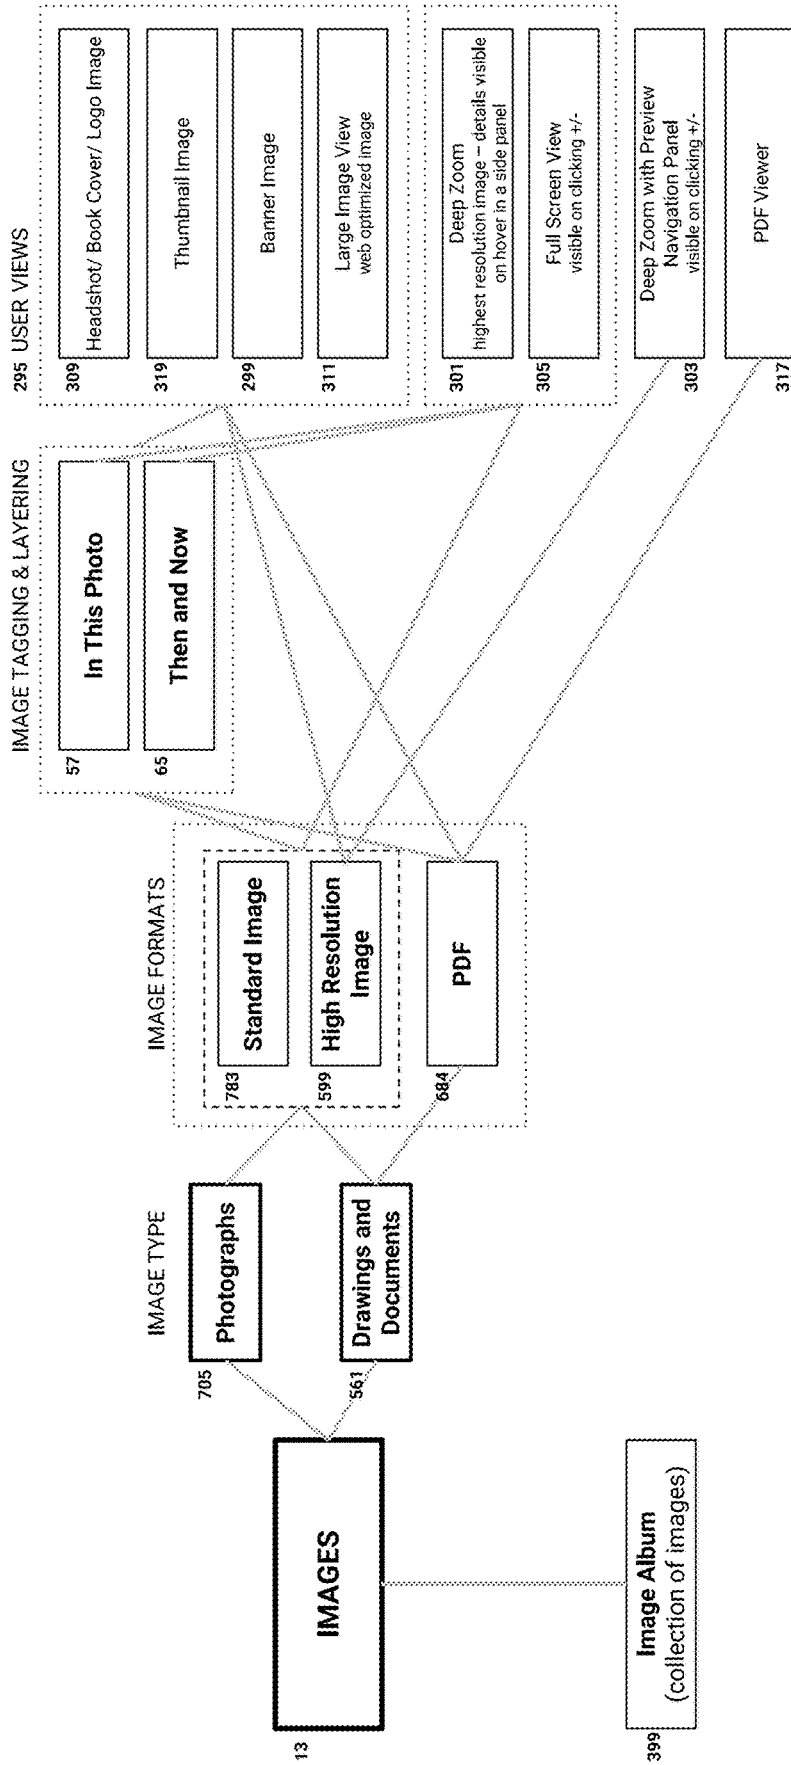 13
IMAGES
399
Image Album
(collection of images)
IMAGE TYPE
705
Photographs
561
Drawings and
Documents
IMAGE FORMATS
783
Standard Image
599
High Resolution
Image
684
PDF
IMAGE TAGGING & LAYERING
57
In This Photo
65
Then and Now
295 USER VIEWS
309
Headshot/ Book Cover/ Logo Image
319
Thumbnail Image
299
Banner Image
311
Large Image View
web optimized image
301
Deep Zoom
highest resolution image – details visible
on hover in a side panel
305
Full Screen View
visible on clicking +/-
303
Deep Zoom with Preview
Navigation Panel
visible on clicking +/-
317
PDF Viewer